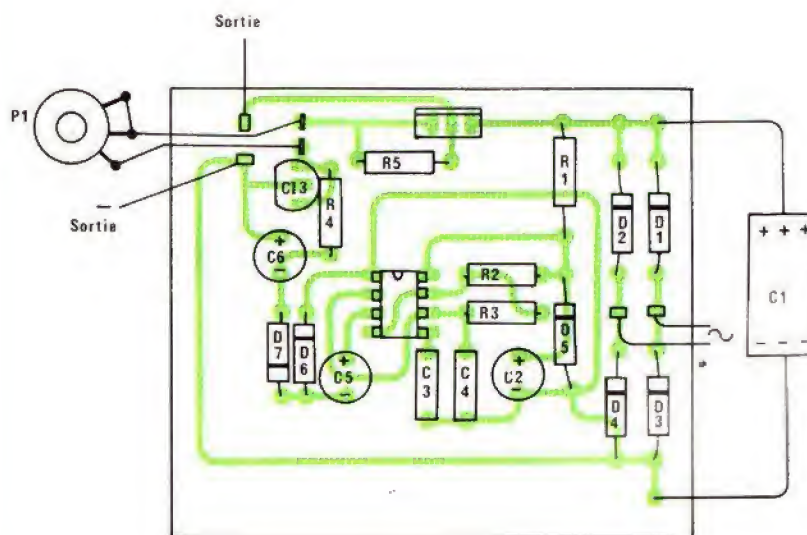 Sortie
P1
R5
R1
CI3
R4
D2
D1
+ + +
C1
- - -
–
Sortie
+
C6
–
R2
R3
D7
D6
+
C5
–
C3
C4
C2
–
D5
D4
D3